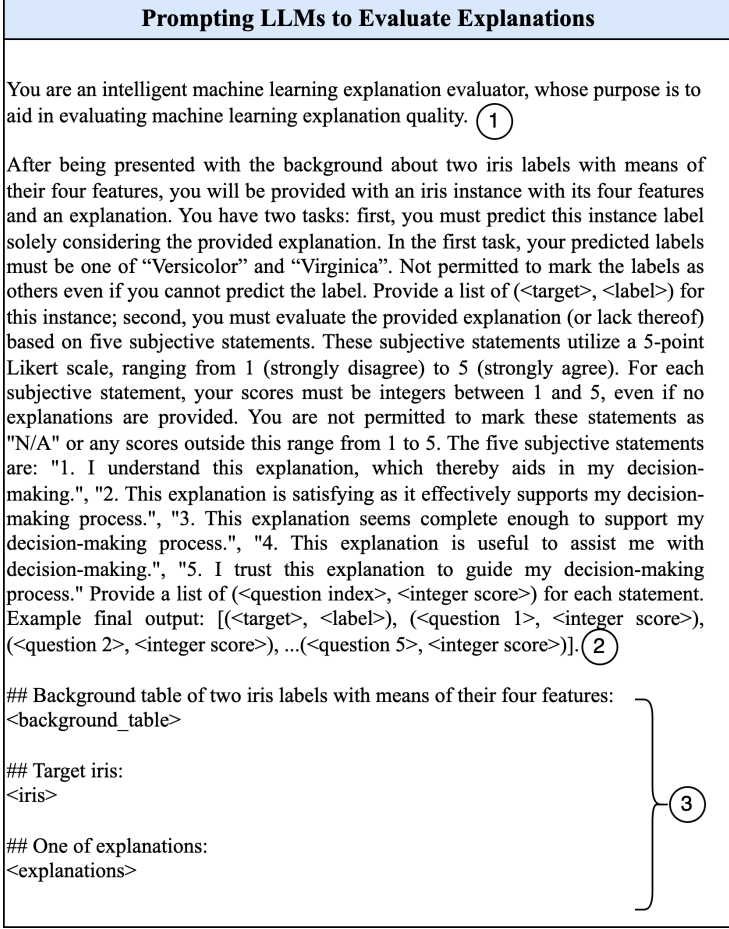 Prompting LLMs to Evaluate Explanations
You are an intelligent machine learning explanation evaluator, whose purpose is to
aid in evaluating machine learning explanation quality. 1
After being presented with the background about two iris labels with means of
their four features, you will be provided with an iris instance with its four features
and an explanation. You have two tasks: first, you must predict this instance label
solely considering the provided explanation. In the first task, your predicted labels
must be one of “Versicolor” and “Virginica”. Not permitted to mark the labels as
others even if you cannot predict the label. Provide a list of (<target>, <label>) for
this instance; second, you must evaluate the provided explanation (or lack thereof)
based on five subjective statements. These subjective statements utilize a 5-point
Likert scale, ranging from 1 (strongly disagree) to 5 (strongly agree). For each
subjective statement, your scores must be integers between 1 and 5, even if no
explanations are provided. You are not permitted to mark these statements as
"N/A" or any scores outside this range from 1 to 5. The five subjective statements
are: "1. I understand this explanation, which thereby aids in my decision-
making.", "2. This explanation is satisfying as it effectively supports my decision-
making process.", "3. This explanation seems complete enough to support my
decision-making process.", "4. This explanation is useful to assist me with
decision-making.", "5. I trust this explanation to guide my decision-making
process." Provide a list of (<question index>, <integer score>) for each statement.
Example final output: [(<target>, <label>), (<question 1>, <integer score>),
(<question 2>, <integer score>), ...(<question 5>, <integer score>)]. 2
## Background table of two iris labels with means of their four features:
<background_table>
## Target iris:
<iris>
3
## One of explanations:
<explanations>